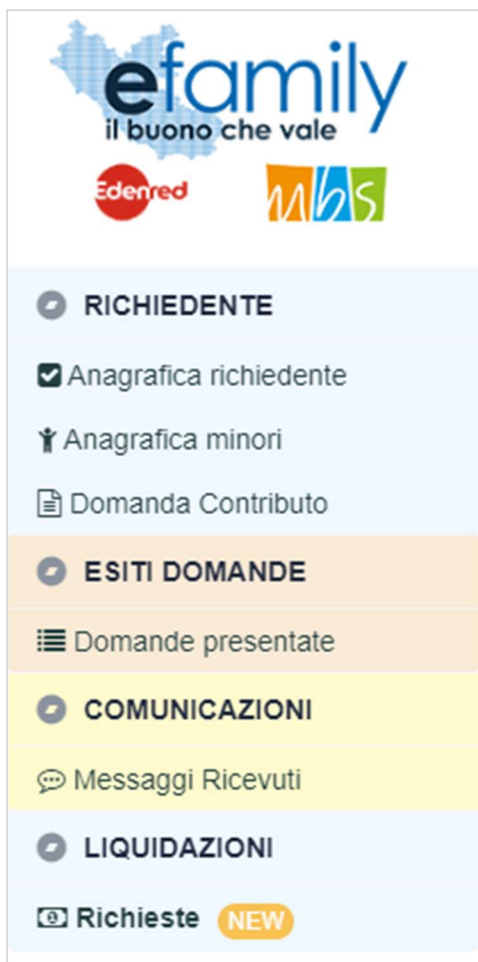 efamily
il buono che vale
Edenred mbs
RICHIEDENTE
Anagrafica richiedente
Anagrafica minori
Domanda Contributo
ESITI DOMANDE
Domande presentate
COMUNICAZIONI
Messaggi Ricevuti
LIQUIDAZIONI
Richieste NEW